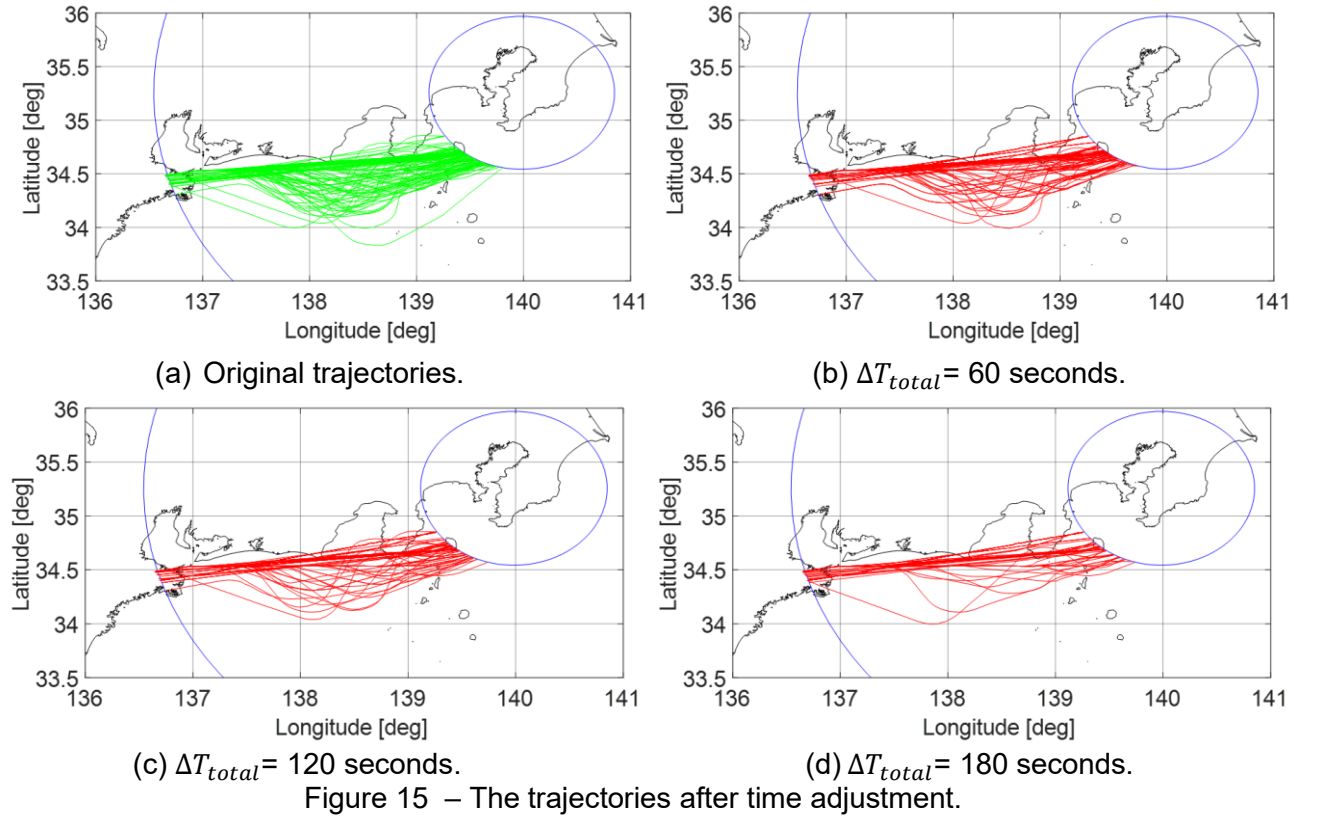 36
35.5
35
34.5
34
33.5
Latitude [deg]
136 137 138 139 140 141
Longitude [deg]
(a) Original trajectories.
36
35.5
35
34.5
34
33.5
Latitude [deg]
136 137 138 139 140 141
Longitude [deg]
(b) Δ𝑇𝑡𝑜𝑡𝑎𝑙= 60 seconds.
36
35.5
35
34.5
34
33.5
Latitude [deg]
136 137 138 139 140 141
Longitude [deg]
(c) Δ𝑇𝑡𝑜𝑡𝑎𝑙= 120 seconds.
36
35.5
35
34.5
34
33.5
Latitude [deg]
136 137 138 139 140 141
Longitude [deg]
(d) Δ𝑇𝑡𝑜𝑡𝑎𝑙= 180 seconds.
Figure 15 – The trajectories after time adjustment.